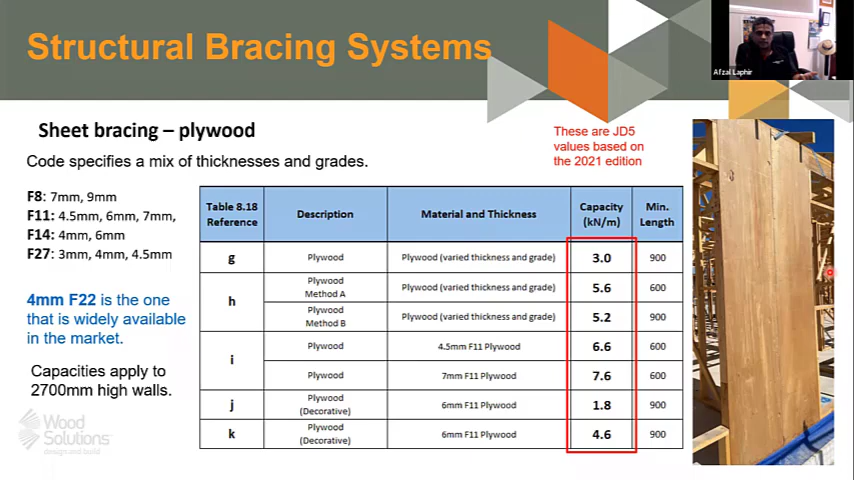 Structural Bracing Systems
Afzal Laphir
Sheet bracing – plywood
Code specifies a mix of thicknesses and grades.
These are JD5
values based on
the 2021 edition
F8: 7mm, 9mm
F11: 4.5mm, 6mm, 7mm,
F14: 4mm, 6mm
F27: 3mm, 4mm, 4.5mm
4mm F22 is the one
that is widely available
in the market.
Capacities apply to
2700mm high walls.
Wood
Solutions
design and build
Table 8.18 Reference Description Material and Thickness Capacity (kN/m) Min. Length
g Plywood Plywood (varied thickness and grade) 3.0 900
h Plywood Method A Plywood (varied thickness and grade) 5.6 600
Plywood Method B Plywood (varied thickness and grade) 5.2 900
i Plywood 4.5mm F11 Plywood 6.6 600
Plywood 7mm F11 Plywood 7.6 600
j Plywood (Decorative) 6mm F11 Plywood 1.8 900
k Plywood (Decorative) 6mm F11 Plywood 4.6 900